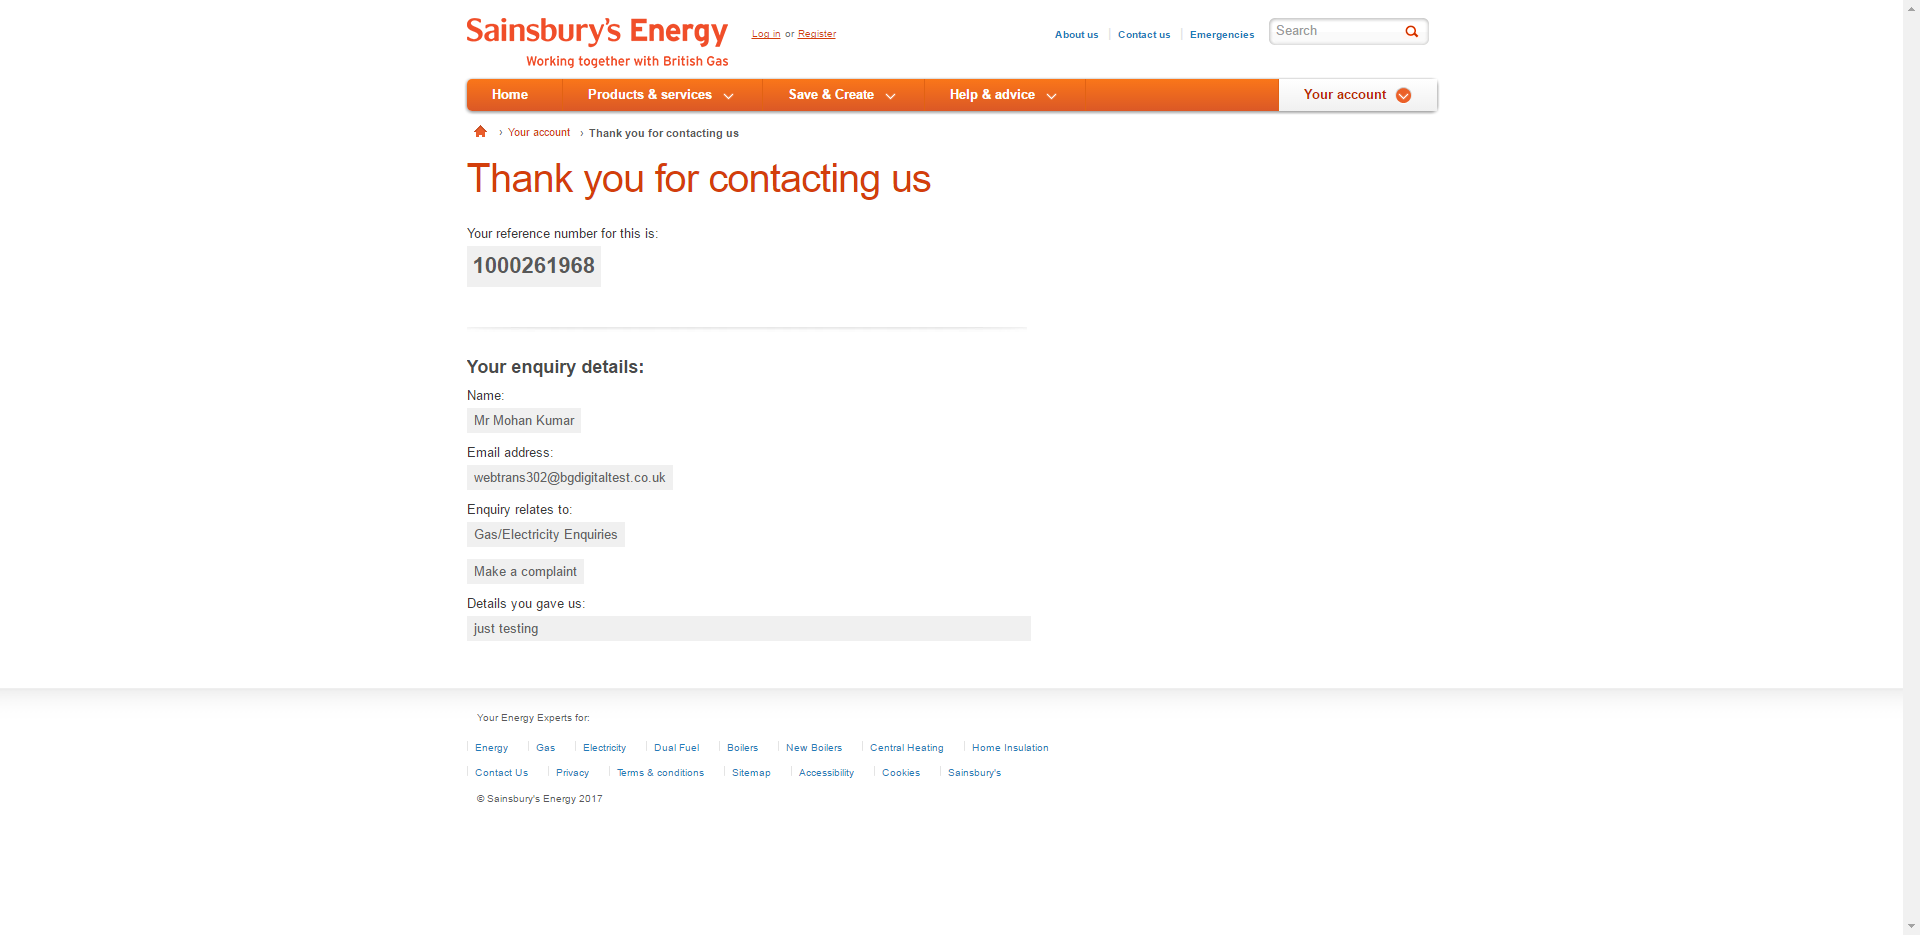 Sainsbury's Energy
Working together with British Gas
Log in or Register
About us
Contact us
Emergencies
Search
Home
Products & services
Save & Create
Help & advice
Your account
› Your account › Thank you for contacting us
Thank you for contacting us
Your reference number for this is:
1000261968
Your enquiry details:
Name:
Mr Mohan Kumar
Email address:
webtrans302@bgdigitaltest.co.uk
Enquiry relates to:
Gas/Electricity Enquiries
Make a complaint
Details you gave us:
just testing
Your Energy Experts for:
Energy Gas Electricity Dual Fuel Boilers New Boilers Central Heating Home Insulation
Contact Us Privacy Terms & conditions Sitemap Accessibility Cookies Sainsbury's
© Sainsbury's Energy 2017